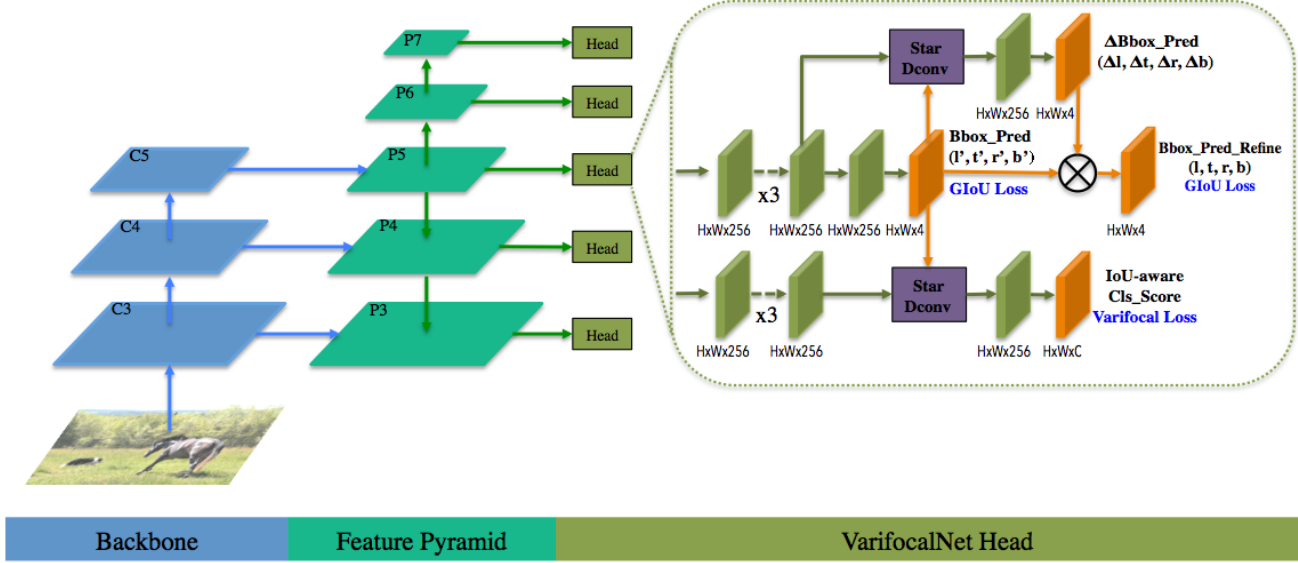 P7
Head
P6
Head
C5
P5
Head
C4
P4
Head
C3
P3
Head
Star
Dconv
HxWx256
HxWx4
ΔBbox_Pred
(Δl, Δt, Δr, Δb)
HxWx256
x3
HxWx256
HxWx256
HxWx4
Bbox_Pred
(l', t', r', b')
GIoU Loss
HxWx4
Bbox_Pred_Refine
(l, t, r, b)
GIoU Loss
HxWx256
x3
HxWx256
Star
Dconv
HxWx256
HxWxC
IoU-aware
Cls_Score
Varifocal Loss
Backbone
Feature Pyramid
VarifocalNet Head